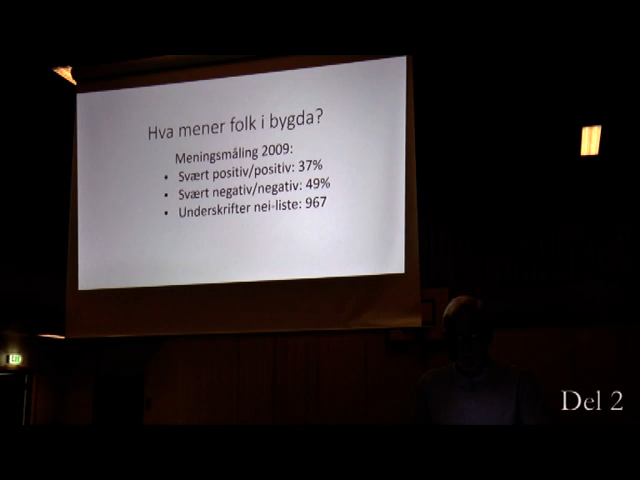 Hva mener folk i bygda?
Meningsmåling 2009:
• Svært positiv/positiv: 37%
• Svært negativ/negativ: 49%
• Underskrifter nei-liste: 967
Del 2